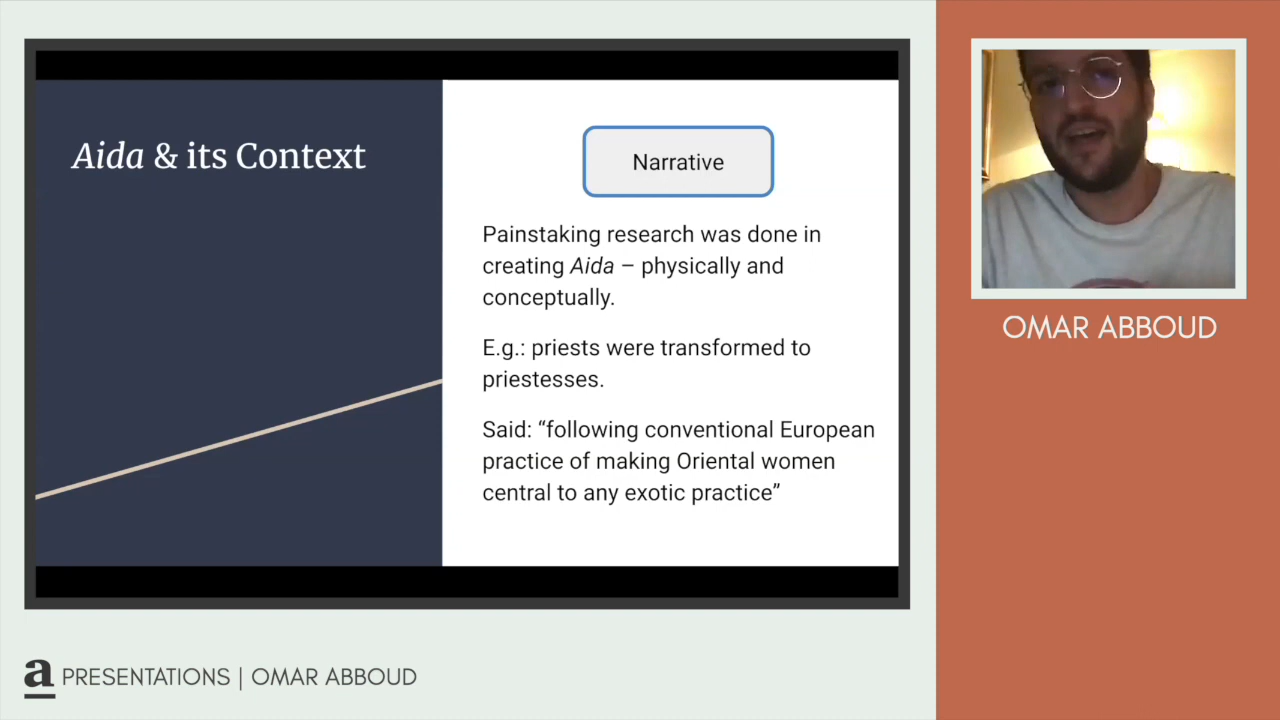 Aida & its Context
Narrative
Painstaking research was done in
creating Aida – physically and
conceptually.
E.g.: priests were transformed to
priestesses.
Said: “following conventional European
practice of making Oriental women
central to any exotic practice”
OMAR ABBOUD
a PRESENTATIONS | OMAR ABBOUD